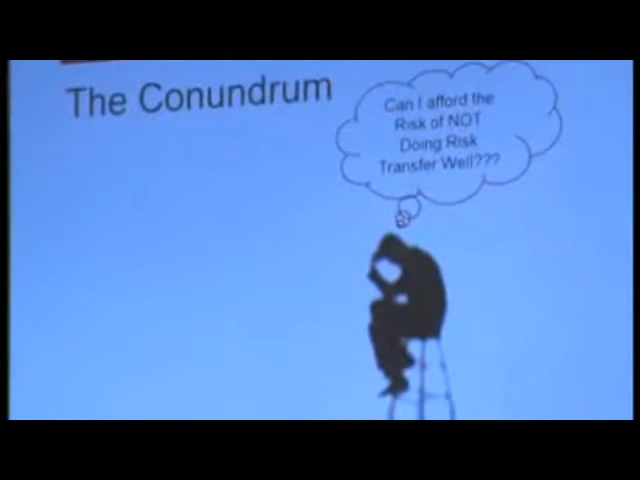 The Conundrum
Can I afford the
Risk of NOT
Doing Risk
Transfer Well???